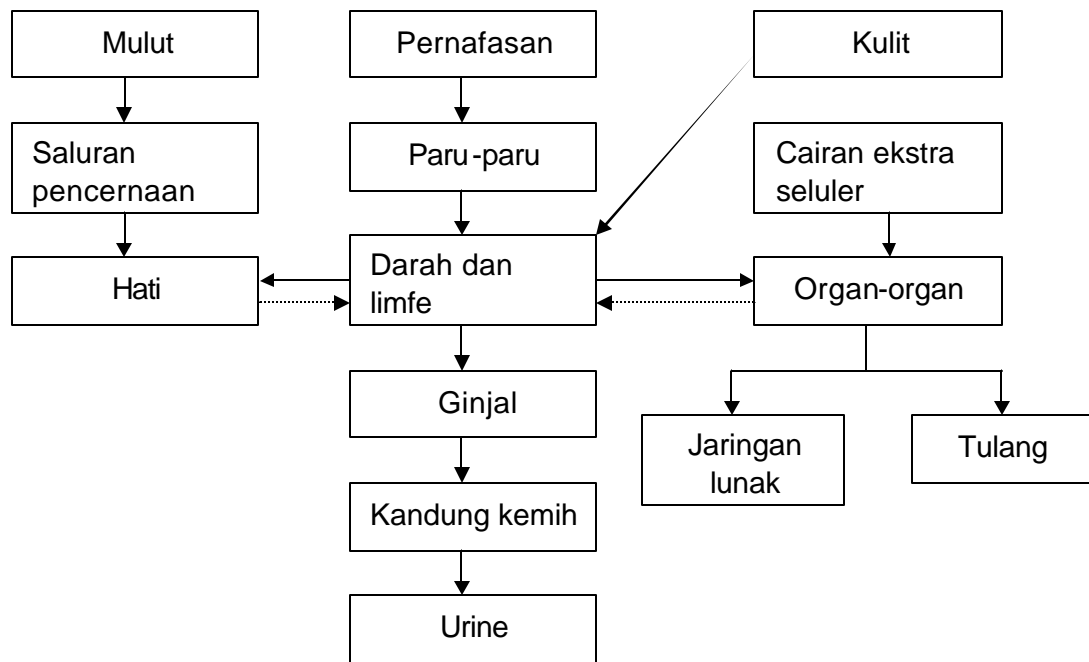 Mulut
Pernafasan
Kulit
Saluran
pencernaan
Paru-paru
Cairan ekstra
seluler
Hati
Darah dan
limfe
Organ-organ
Ginjal
Jaringan
lunak
Tulang
Kandung kemih
Urine